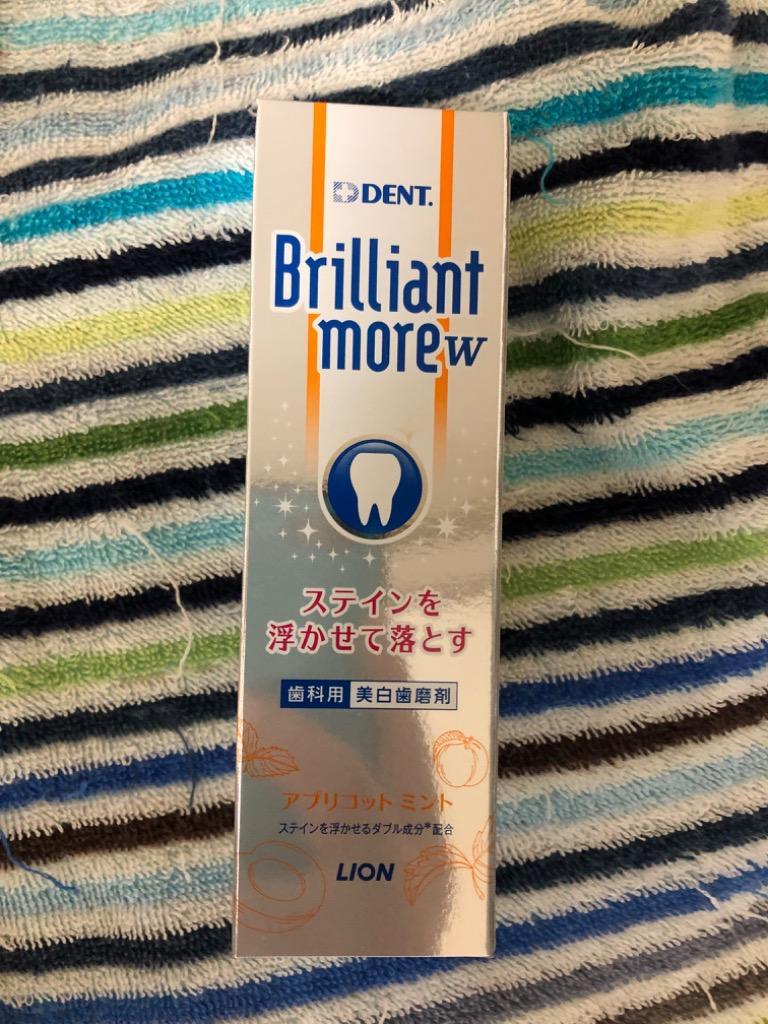 DENT.
Brilliant
more W
ステインを
浮かせて落とす
歯科用 美白歯磨剤
アプリコット ミント
ステインを浮かせるダブル成分*配合
LION